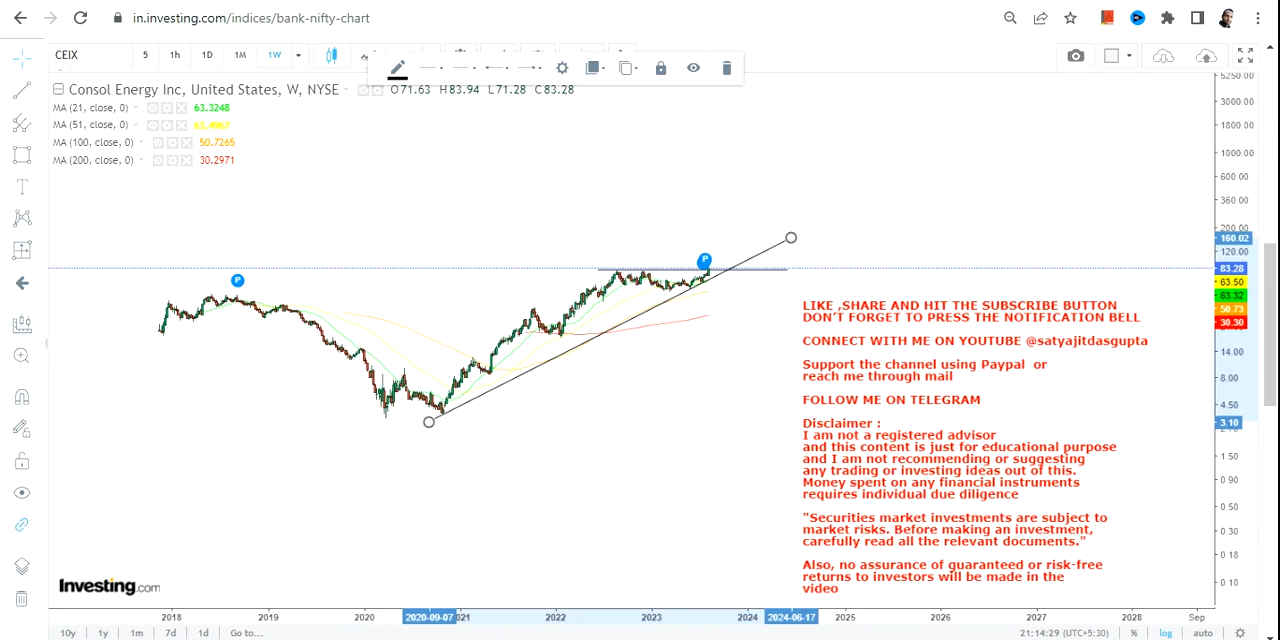 in.investing.com/indices/bank-nifty-chart
CEIX 5 1h 1D 1M 1W
Consol Energy Inc, United States, W, NYSE O71.63 H83.94 L71.28 C83.28
MA (21, close, 0) 63.3248
MA (51, close, 0)
MA (100, close, 0) 50.7265
MA (200, close, 0) 30.2971
P
P
5250.00
3000.00
1800.00
1000.00
600.00
360.00
200.00
160.02
120.00
83.28
63.50
63.32
50.73
30.30
14.00
8.00
4.50
3.10
1.50
0.90
0.50
0.30
0.18
0.10
LIKE ,SHARE AND HIT THE SUBSCRIBE BUTTON
DON'T FORGET TO PRESS THE NOTIFICATION BELL
CONNECT WITH ME ON YOUTUBE @satyajitdasgupta
Support the channel using Paypal or
reach me through mail
FOLLOW ME ON TELEGRAM
Disclaimer :
I am not a registered advisor
and this content is just for educational purpose
and I am not recommending or suggesting
any trading or investing ideas out of this.
Money spent on any financial instruments
requires individual due diligence
"Securities market investments are subject to
market risks. Before making an investment,
carefully read all the relevant documents."
Also, no assurance of guaranteed or risk-free
returns to investors will be made in the
video
Investing.com
2018 2019 2020 2020-09-07 021 2022 2023 2024 2024-06-17 2025 2026 2027 2028 Sep
10y 1y 1m 7d 1d Go to... 21:14:29 (UTC+5:30) % log auto